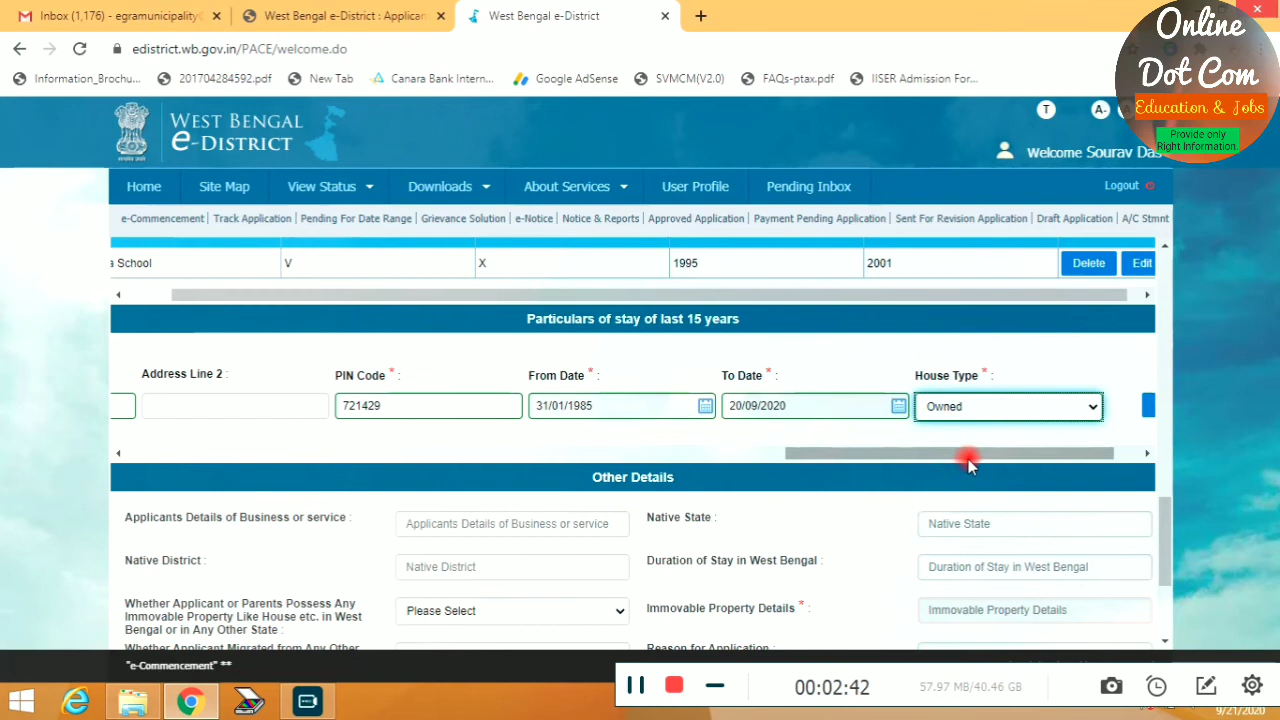 Inbox (1,176) - egramunicipality
West Bengal e-District : Applican
West Bengal e-District
edistrict.wb.gov.in/PACE/welcome.do
Information_Brochu...
201704284592.pdf
New Tab
Canara Bank Intern...
Google AdSense
SVMCM(V2.0)
FAQs-ptax.pdf
IISER Admission For...
Online
Dot Com
Education & Jobs
Provide only
Right Information.
WEST BENGAL
e-DISTRICT
T
A-
Welcome Sourav Das
Home
Site Map
View Status
Downloads
About Services
User Profile
Pending Inbox
Logout
e-Commencement | Track Application | Pending For Date Range | Grievance Solution | e-Notice | Notice & Reports | Approved Application | Payment Pending Application | Sent For Revision Application | Draft Application | A/C Stmnt
a School
V
X
1995
2001
Delete
Edit
Particulars of stay of last 15 years
Address Line 2 :
PIN Code * :
From Date * :
To Date * :
House Type * :
721429
31/01/1985
20/09/2020
Owned
Other Details
Applicants Details of Business or service :
Applicants Details of Business or service
Native State :
Native State
Native District :
Native District
Duration of Stay in West Bengal :
Duration of Stay in West Bengal
Whether Applicant or Parents Possess Any
Immovable Property Like House etc. in West
Bengal or in Any Other State :
Please Select
Immovable Property Details * :
Immovable Property Details
Whether Applicant Migrated from Any Other
Reason for Application :
"e-Commencement" **
00:02:42
57.97 MB/40.46 GB
9/21/2020